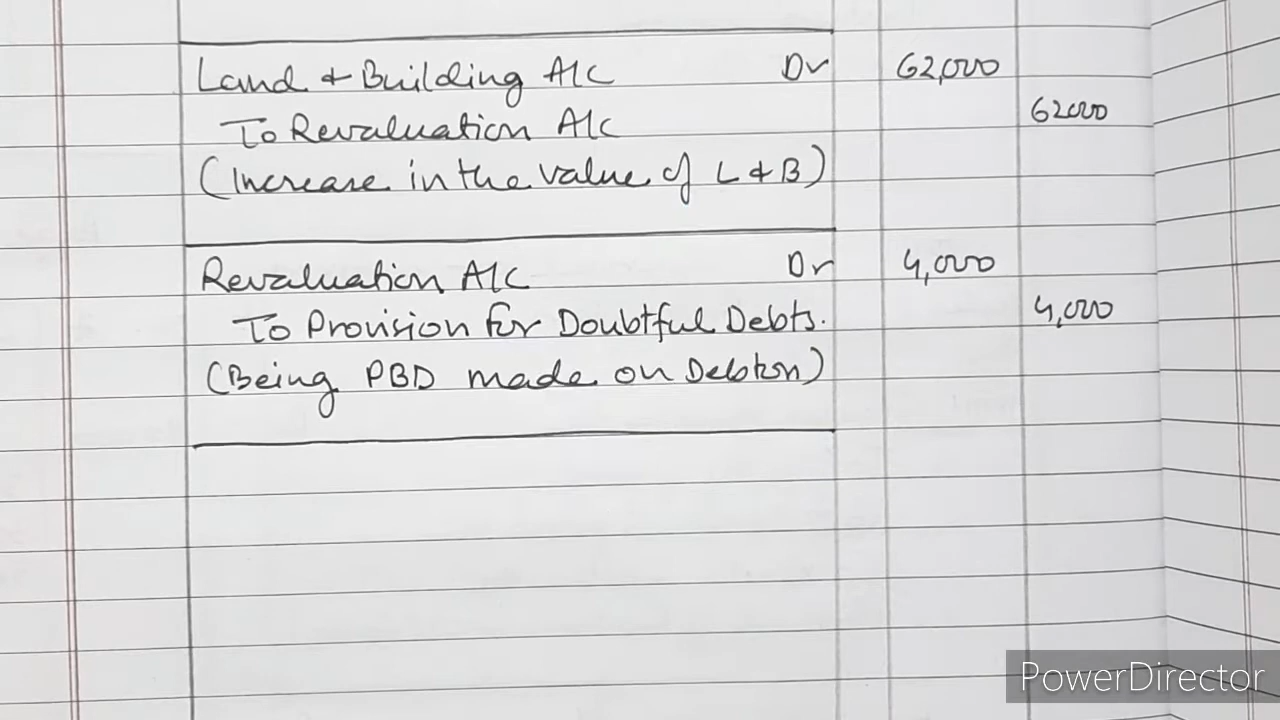 Land & Building A/C Dr 62,000
To Revaluation A/C 62000
(Increase in the value of L & B)
Revaluation A/C Dr 4,000
To Provision for Doubtful Debts. 4,000
(Being PBD made on Debtors)
PowerDirector